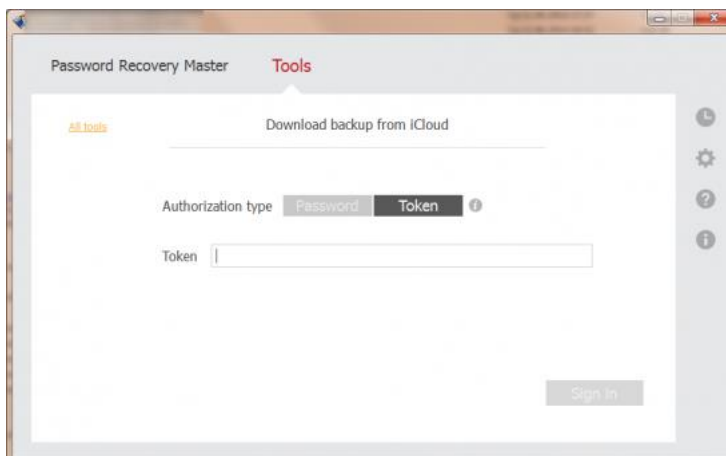 Password Recovery Master Tools
All tools
Download backup from iCloud
Authorization type Password Token
Token
Sign in